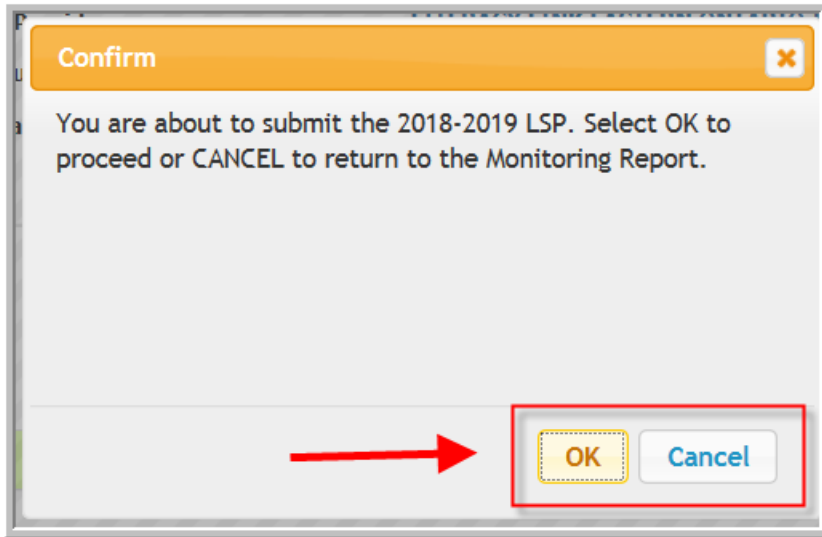 Confirm
You are about to submit the 2018-2019 LSP. Select OK to
proceed or CANCEL to return to the Monitoring Report.
OK Cancel